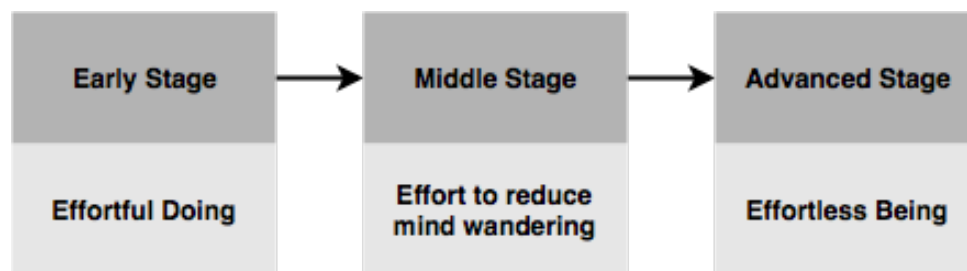 Early Stage
Middle Stage
Advanced Stage
Effortful Doing
Effort to reduce
mind wandering
Effortless Being